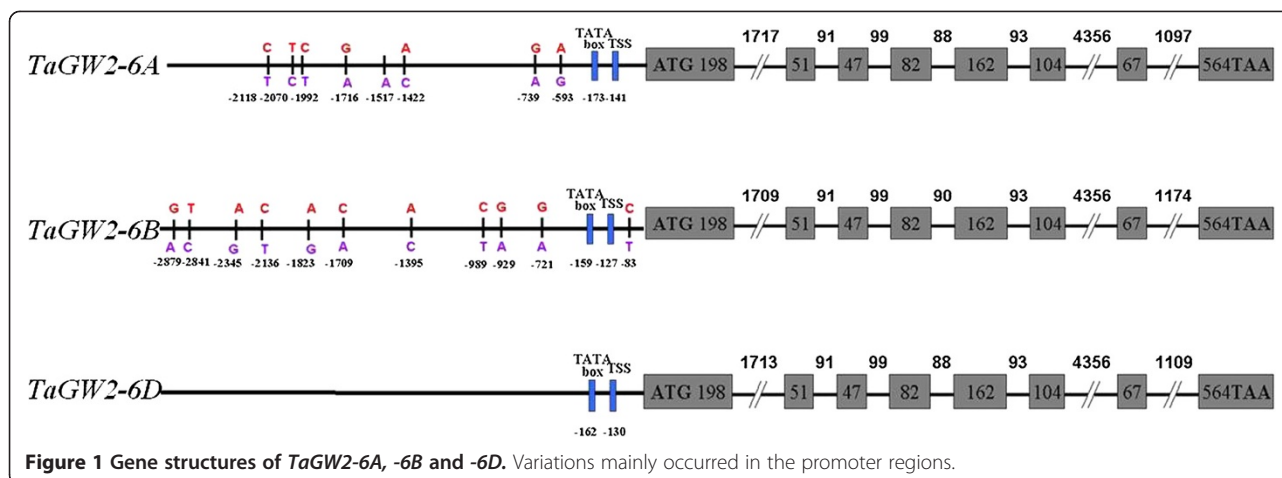 TATA
box TSS
C T C G A G A
1717 91 99 88 93 4356 1097
TaGW2-6A
ATG 198 51 47 82 162 104 67 564TAA
T C T A A C A G
-2118 -2070 -1992 -1716 -1517 -1422 -739 -593 -173 -141
TATA
box TSS
G T A C A C A C G G C
1709 91 99 90 93 4356 1174
TaGW2-6B
ATG 198 51 47 82 162 104 67 564TAA
A C G T G A C T A A T
-2879 -2841 -2345 -2136 -1823 -1709 -1395 -989 -929 -721 -159 -127 -83
TATA
box TSS
1713 91 99 88 93 4356 1109
TaGW2-6D
ATG 198 51 47 82 162 104 67 564TAA
-162 -130
Figure 1 Gene structures of TaGW2-6A, -6B and -6D. Variations mainly occurred in the promoter regions.